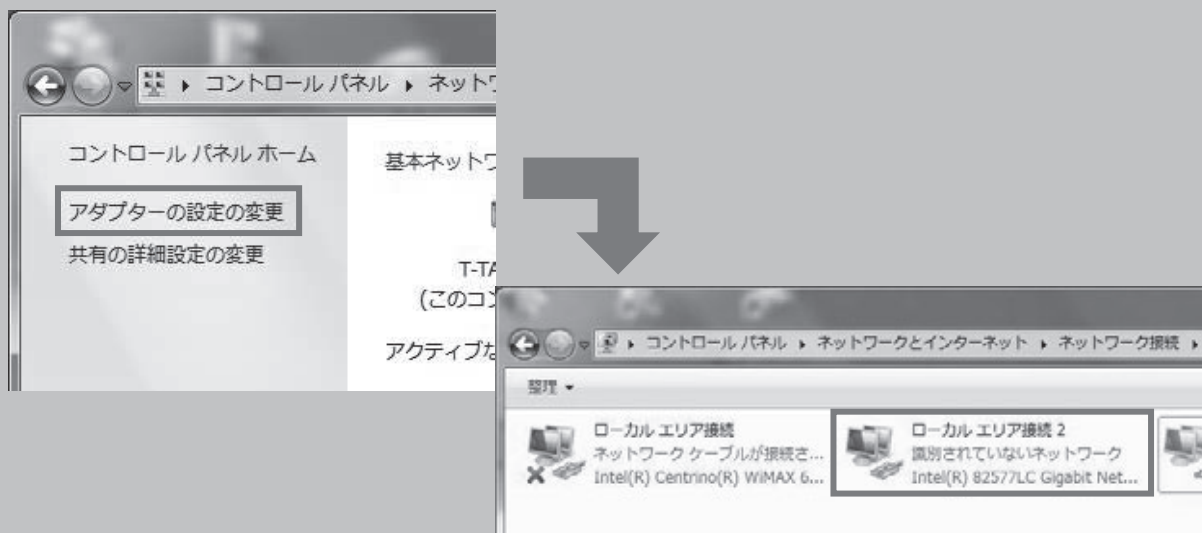 コントロール パネル ▸ ネットワ
コントロール パネル ホーム
アダプターの設定の変更
共有の詳細設定の変更
基本ネットワ
T-TA
(このコン
アクティブな
コントロール パネル ▸ ネットワークとインターネット ▸ ネットワーク接続 ▸
整理
ローカル エリア接続
ネットワーク ケーブルが接続さ...
Intel(R) Centrino(R) WiMAX 6...
ローカル エリア接続 2
識別されていないネットワーク
Intel(R) 82577LC Gigabit Net...